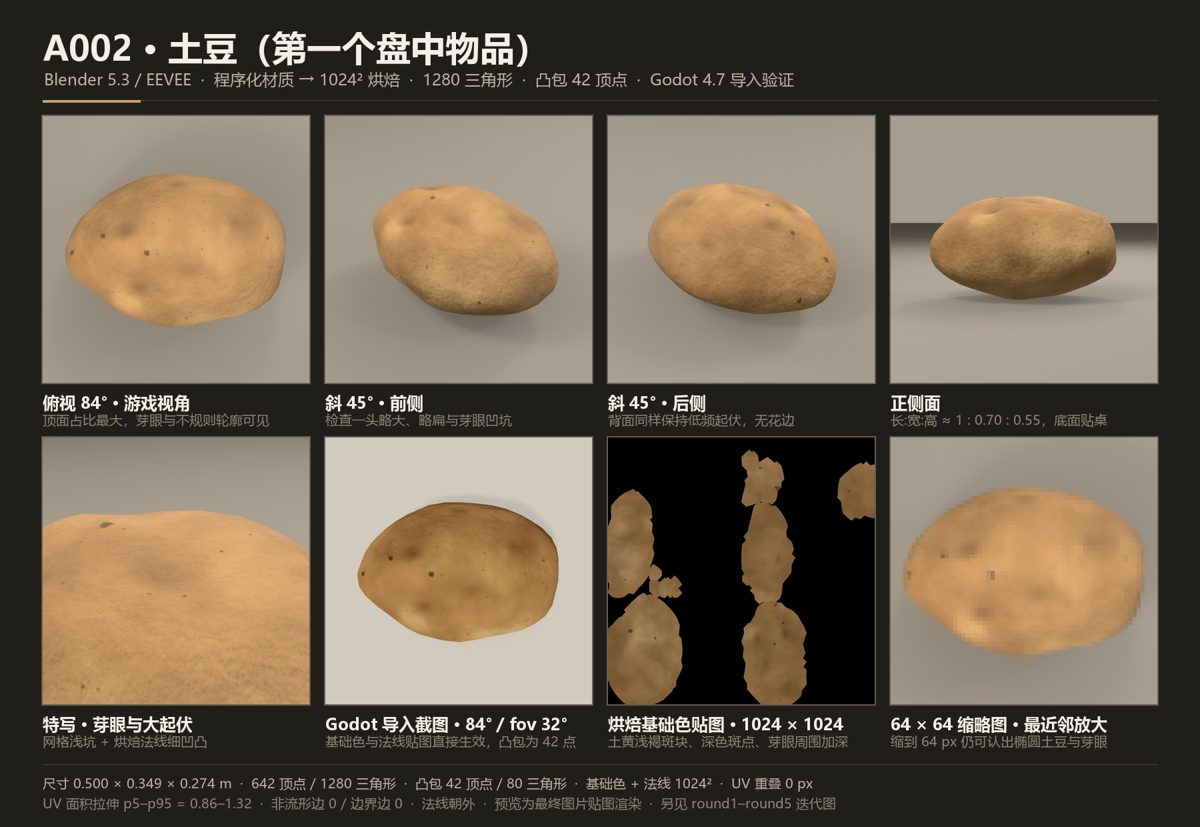 A002 • 土豆（第一个盘中物品）
Blender 5.3 / EEVEE · 程序化材质 → 1024² 烘焙 · 1280 三角形 · 凸包 42 顶点 · Godot 4.7 导入验证
俯视 84° • 游戏视角
顶面占比最大，芽眼与不规则轮廓可见
斜 45° • 前侧
检查一头略大、略扁与芽眼凹坑
斜 45° • 后侧
背面同样保持低频起伏，无花边
正侧面
长:宽:高 ≈ 1 : 0.70 : 0.55，底面贴桌
特写 • 芽眼与大起伏
网格浅坑 + 烘焙法线细凹凸
Godot 导入截图 • 84° / fov 32°
基础色与法线贴图直接生效，凸包为 42 点
烘焙基础色贴图 • 1024 × 1024
土黄浅褐斑块、深色斑点、芽眼周围加深
64 × 64 缩略图 • 最近邻放大
缩到 64 px 仍可认出椭圆土豆与芽眼
尺寸 0.500 × 0.349 × 0.274 m · 642 顶点 / 1280 三角形 · 凸包 42 顶点 / 80 三角形 · 基础色 + 法线 1024² · UV 重叠 0 px
UV 面积拉伸 p5–p95 = 0.86–1.32 · 非流形边 0 / 边界边 0 · 法线朝外 · 预览为最终图片贴图渲染 · 另见 round1–round5 迭代图